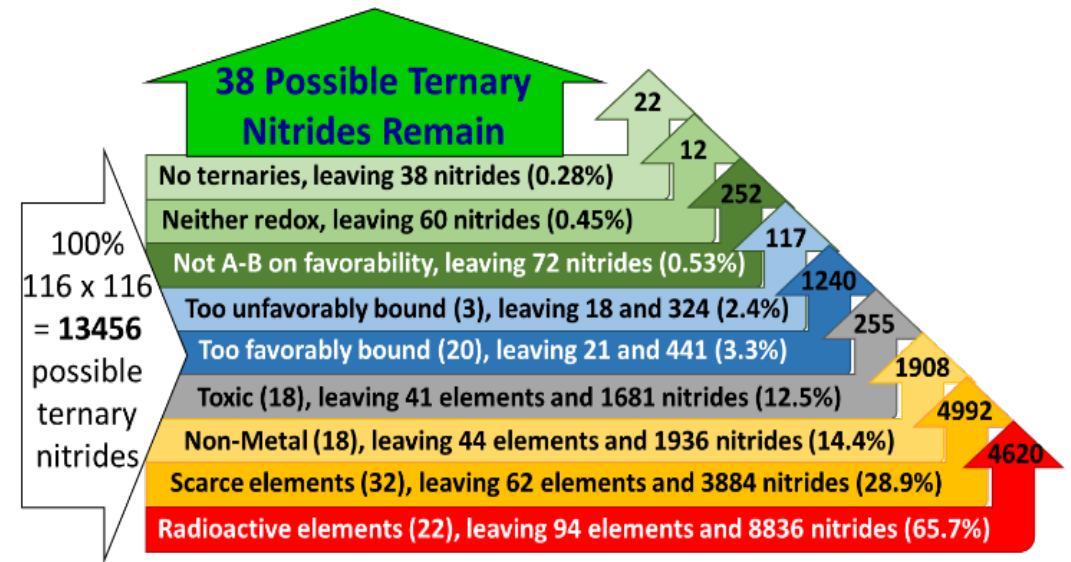 38 Possible Ternary
Nitrides Remain
22
No ternaries, leaving 38 nitrides (0.28%)
12
Neither redox, leaving 60 nitrides (0.45%)
252
Not A-B on favorability, leaving 72 nitrides (0.53%)
117
Too unfavorably bound (3), leaving 18 and 324 (2.4%)
1240
Too favorably bound (20), leaving 21 and 441 (3.3%)
255
Toxic (18), leaving 41 elements and 1681 nitrides (12.5%)
1908
Non-Metal (18), leaving 44 elements and 1936 nitrides (14.4%)
4992
Scarce elements (32), leaving 62 elements and 3884 nitrides (28.9%)
4620
Radioactive elements (22), leaving 94 elements and 8836 nitrides (65.7%)
100%
116 x 116
= 13456
possible
ternary
nitrides